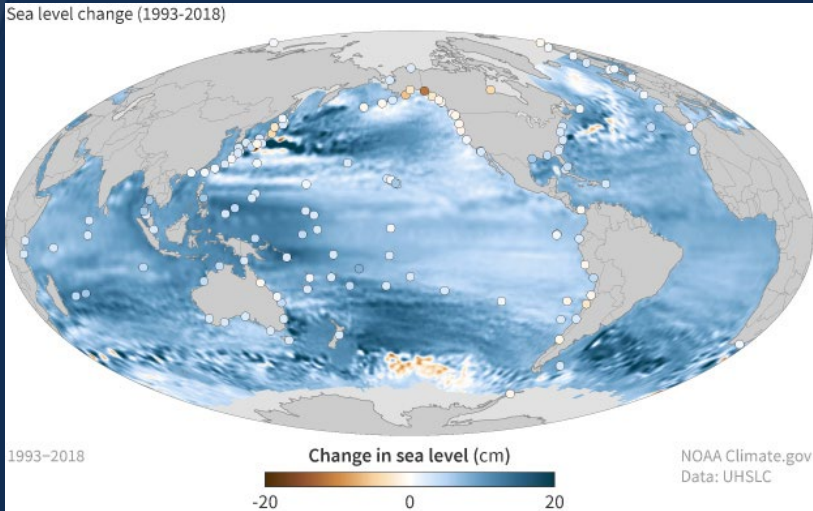 Sea level change (1993-2018)
1993–2018
Change in sea level (cm)
-20 0 20
NOAA Climate.gov
Data: UHSLC